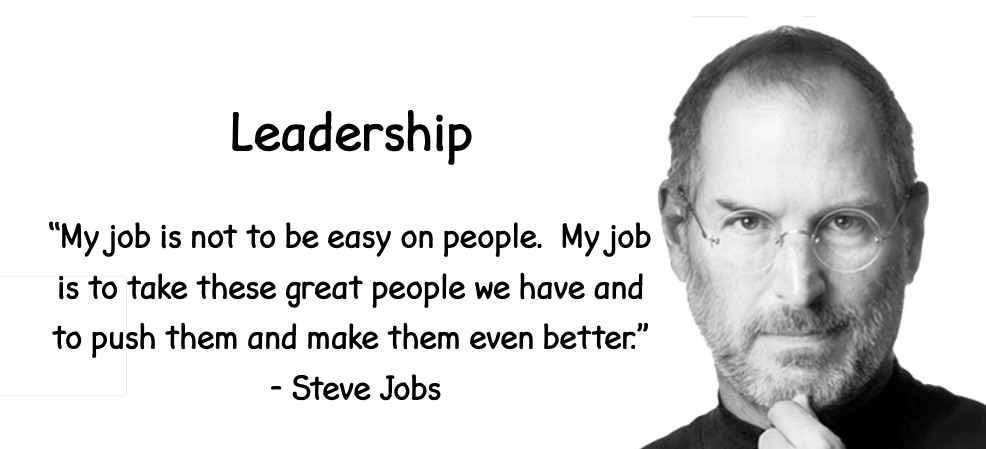 Leadership
“My job is not to be easy on people.  My job
is to take these great people we have and
to push them and make them even better.”
- Steve Jobs